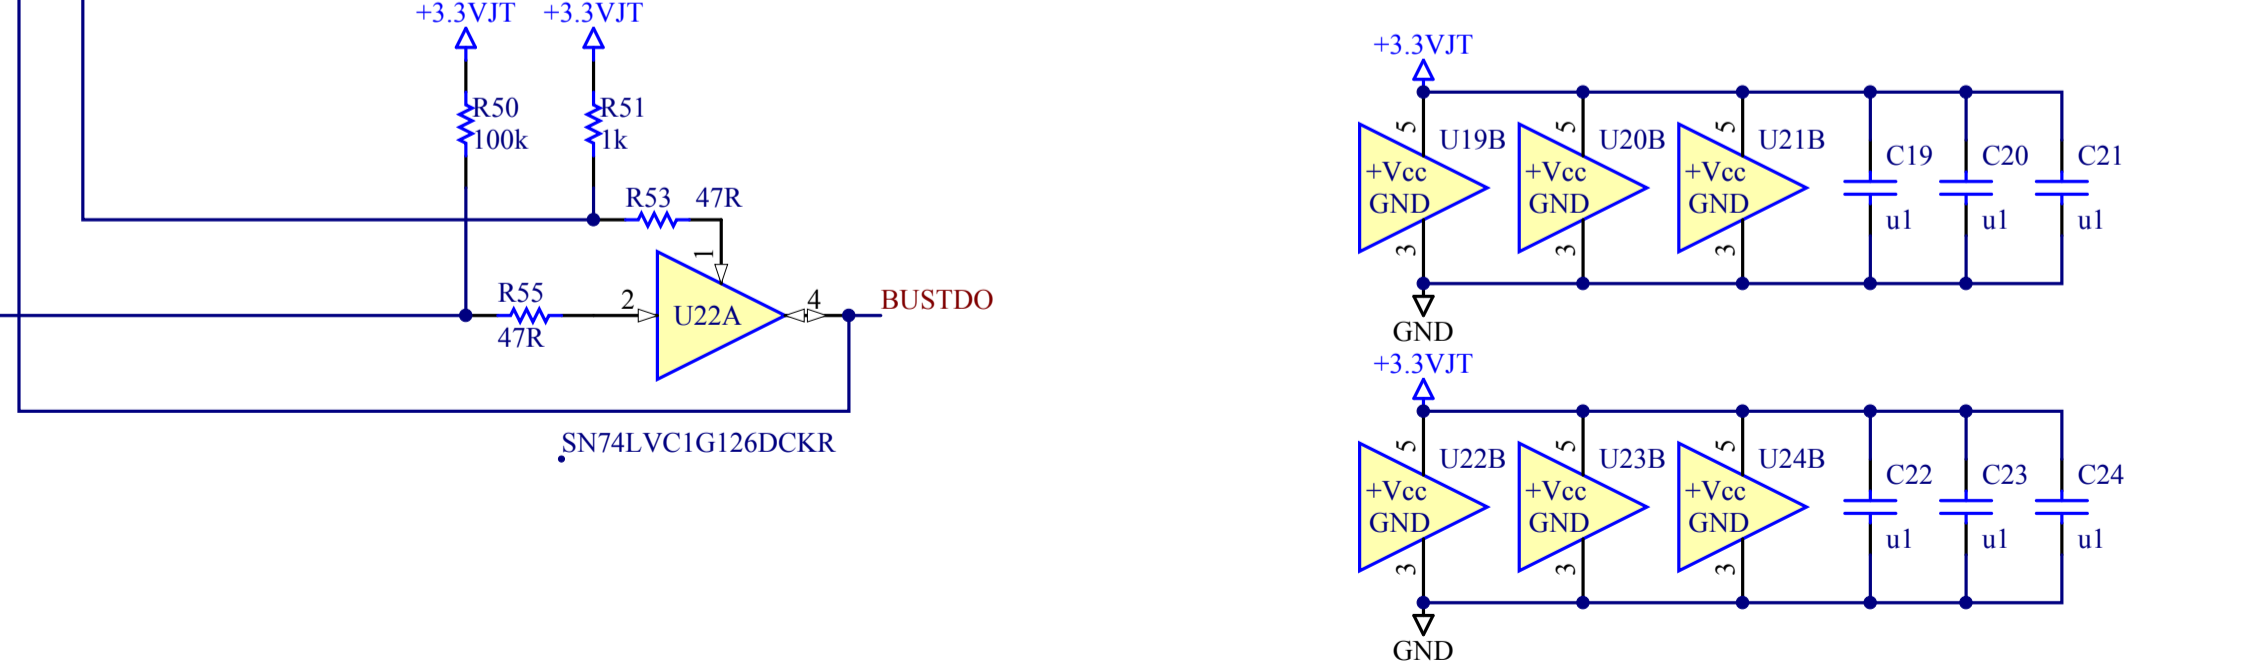 +3.3VJT +3.3VJT
R50
100k
R51
1k
R53 47R
1
R55
47R
2
U22A
4
BUSTDO
SN74LVC1G126DCKR
+3.3VJT
5
U19B
+Vcc
GND
3
5
U20B
+Vcc
GND
3
5
U21B
+Vcc
GND
3
C19
u1
C20
u1
C21
u1
GND
+3.3VJT
5
U22B
+Vcc
GND
3
5
U23B
+Vcc
GND
3
5
U24B
+Vcc
GND
3
C22
u1
C23
u1
C24
u1
GND